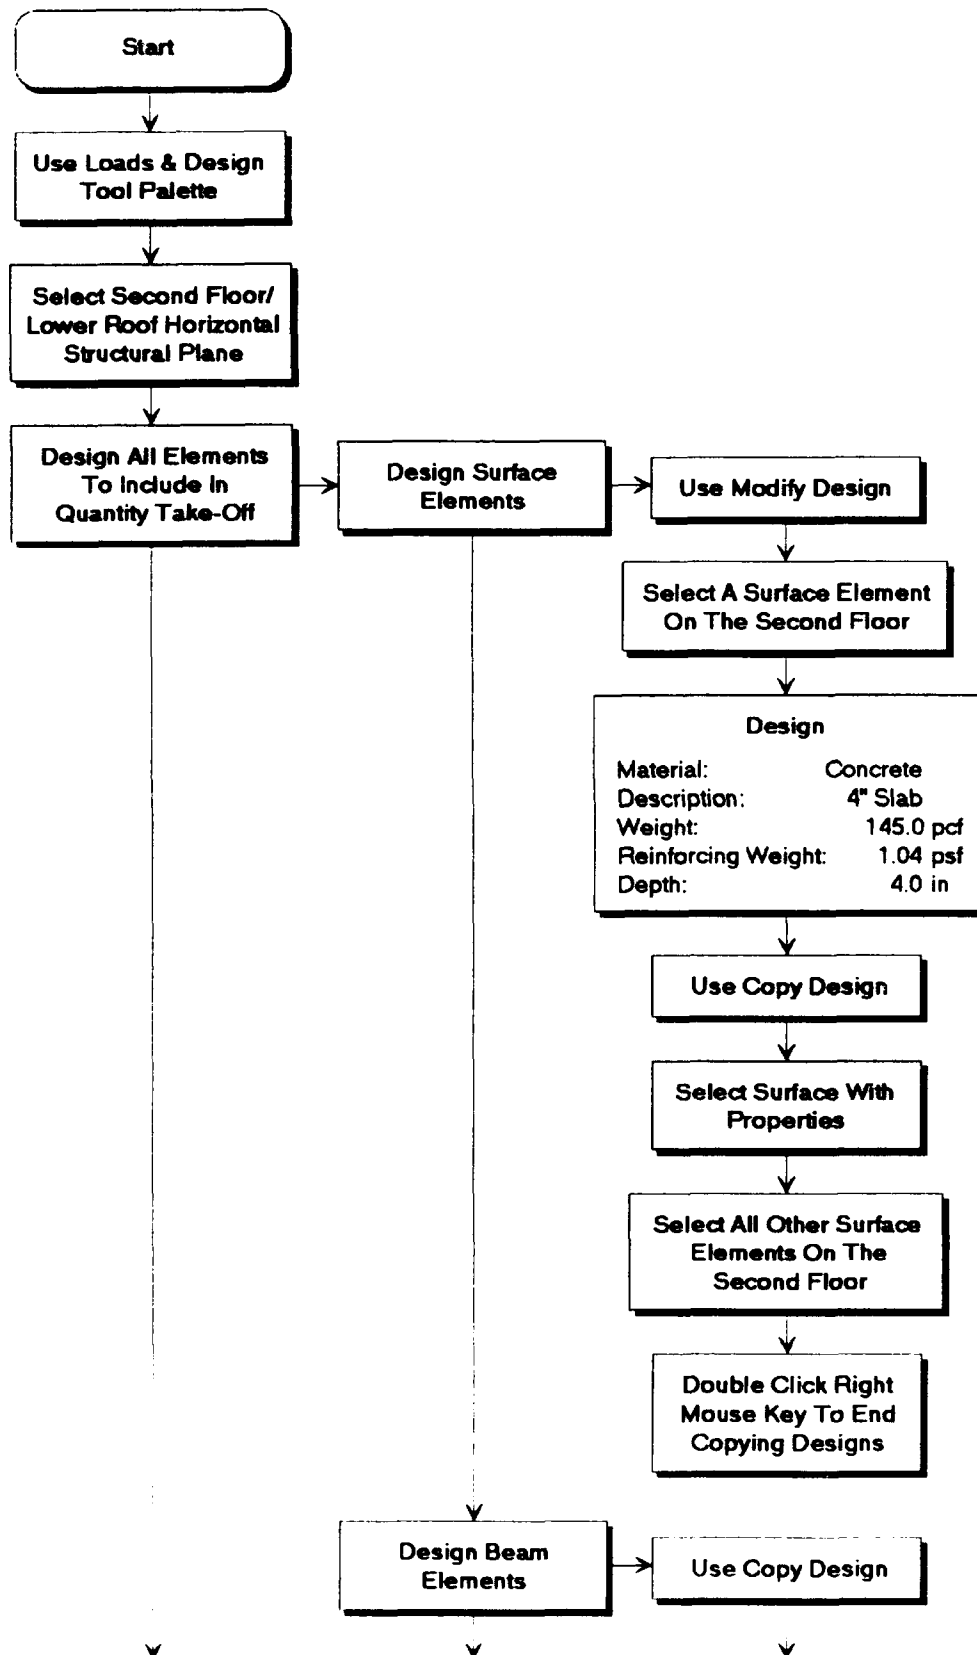 Start
Use Loads & Design
Tool Palette
Select Second Floor/
Lower Roof Horizontal
Structural Plane
Design All Elements
To Include In
Quantity Take-Off
Design Surface
Elements
Use Modify Design
Select A Surface Element
On The Second Floor
Design
Material: Concrete
Description: 4" Slab
Weight: 145.0 pcf
Reinforcing Weight: 1.04 psf
Depth: 4.0 in
Use Copy Design
Select Surface With
Properties
Select All Other Surface
Elements On The
Second Floor
Double Click Right
Mouse Key To End
Copying Designs
Design Beam
Elements
Use Copy Design